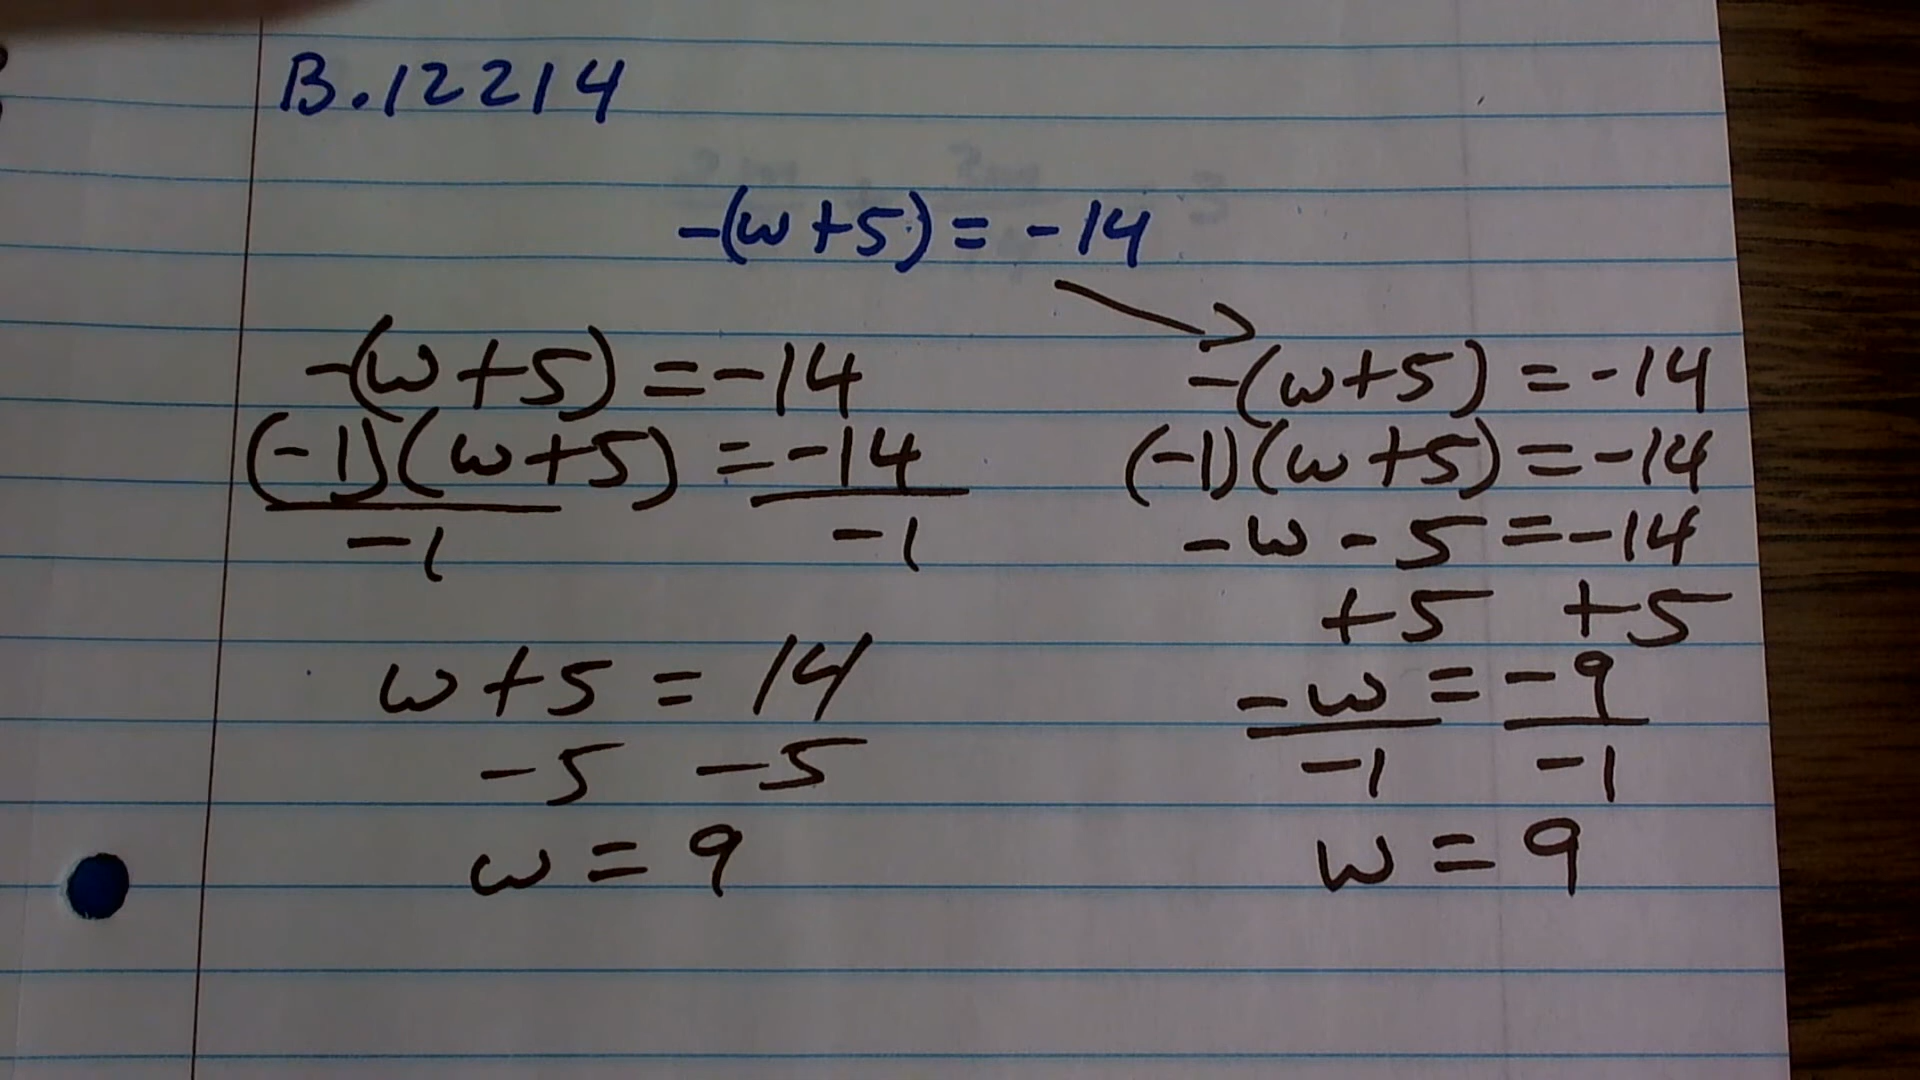 B.12214
-(w+5) = -14
-(w+5) = -14
(-1)(w+5) = -14
-1 -1
w+5 = 14
-5 -5
w = 9
-(w+5) = -14
(-1)(w+5) = -14
-w - 5 = -14
+5 +5
-w = -9
-1 -1
w = 9